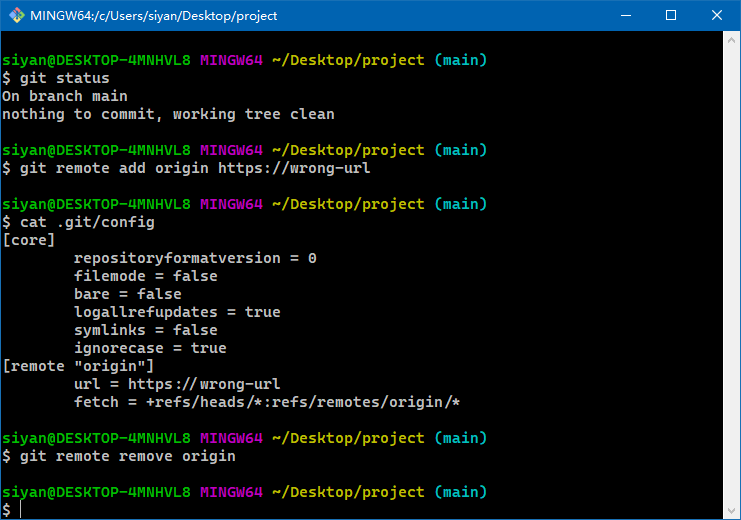 MINGW64:/c/Users/siyan/Desktop/project
siyan@DESKTOP-4MNHVL8 MINGW64 ~/Desktop/project (main)
$ git status
On branch main
nothing to commit, working tree clean
siyan@DESKTOP-4MNHVL8 MINGW64 ~/Desktop/project (main)
$ git remote add origin https://wrong-url
siyan@DESKTOP-4MNHVL8 MINGW64 ~/Desktop/project (main)
$ cat .git/config
[core]
        repositoryformatversion = 0
        filemode = false
        bare = false
        logallrefupdates = true
        symlinks = false
        ignorecase = true
[remote "origin"]
        url = https://wrong-url
        fetch = +refs/heads/*:refs/remotes/origin/*
siyan@DESKTOP-4MNHVL8 MINGW64 ~/Desktop/project (main)
$ git remote remove origin
siyan@DESKTOP-4MNHVL8 MINGW64 ~/Desktop/project (main)
$